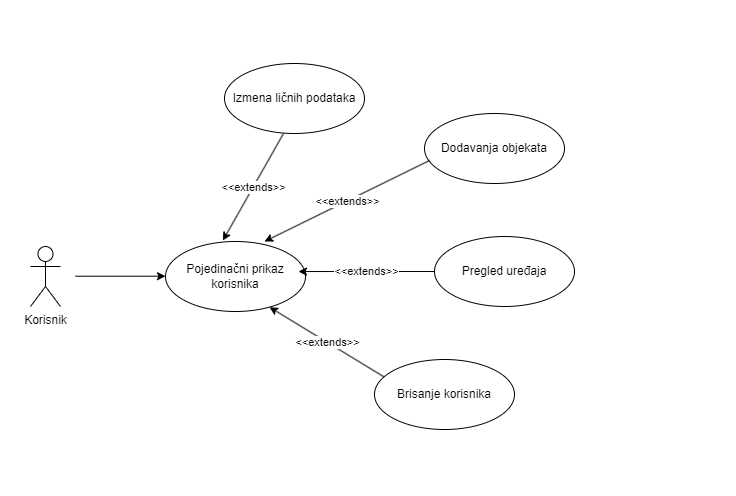 Izmena ličnih podataka
Dodavanja objekata
<<extends>>
<<extends>>
Pojedinačni prikaz
korisnika
<<extends>>
Pregled uređaja
Korisnik
<<extends>>
Brisanje korisnika